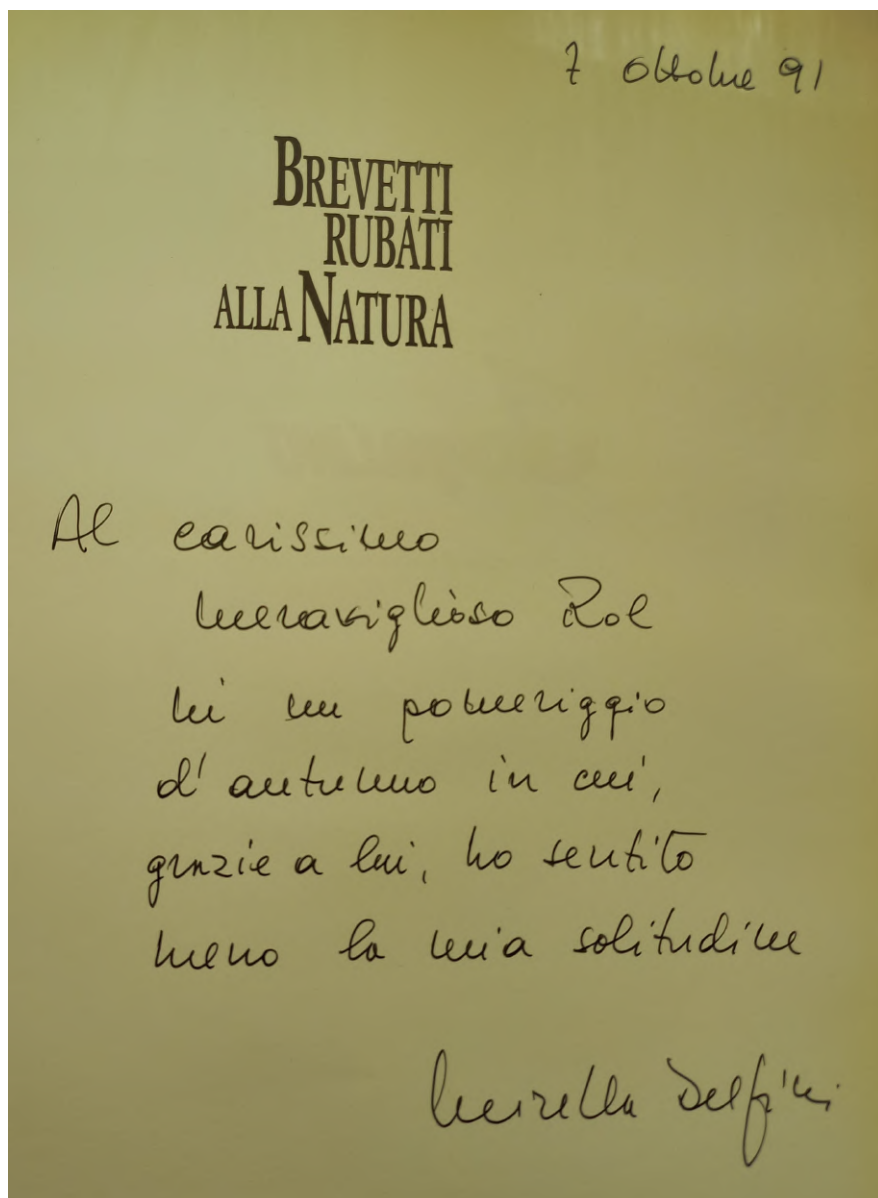 7 ottobre 91
BREVETTI
RUBATI
ALLA NATURA
Al carissimo
meraviglioso Rol
in un pomeriggio
d'autunno in cui,
grazie a lui, ho sentito
meno la mia solitudine
Mirella Delfini